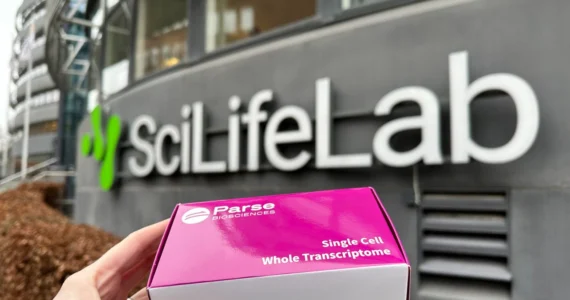 SciLifeLab
Parse
BIOSCIENCES
Single Cell
Whole Transcriptome